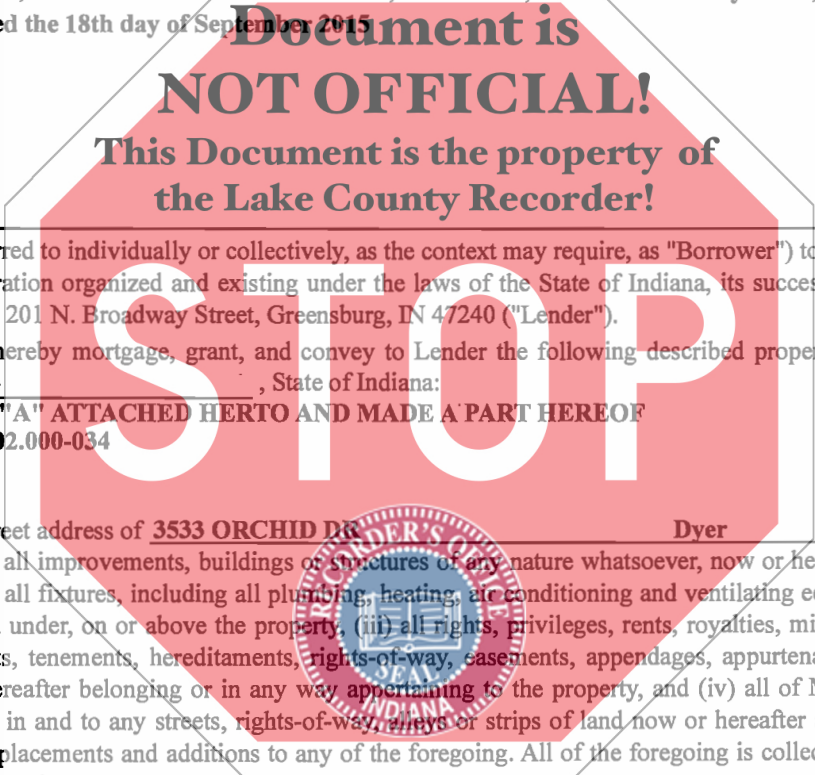 d the 18th day of September 2015
Document is
NOT OFFICIAL!
This Document is the property of
the Lake County Recorder!
red to individually or collectively, as the context may require, as "Borrower") to
ation organized and existing under the laws of the State of Indiana, its succes
201 N. Broadway Street, Greensburg, IN 47240 ("Lender").
ereby mortgage, grant, and convey to Lender the following described proper
, State of Indiana:
"A" ATTACHED HERTO AND MADE A PART HEREOF
2.000-034
STOP
eet address of 3533 ORCHID DR Dyer
all improvements, buildings or structures of any nature whatsoever, now or he
all fixtures, including all plumbing, heating, air conditioning and ventilating e
under, on or above the property, (iii) all rights, privileges, rents, royalties, mi
s, tenements, hereditaments, rights-of-way, easements, appendages, appurtena
ereafter belonging or in any way appertaining to the property, and (iv) all of M
in and to any streets, rights-of-way, alleys or strips of land now or hereafter
placements and additions to any of the foregoing. All of the foregoing is collec
RECORDER'S OFFICE
SEAL
INDIANA